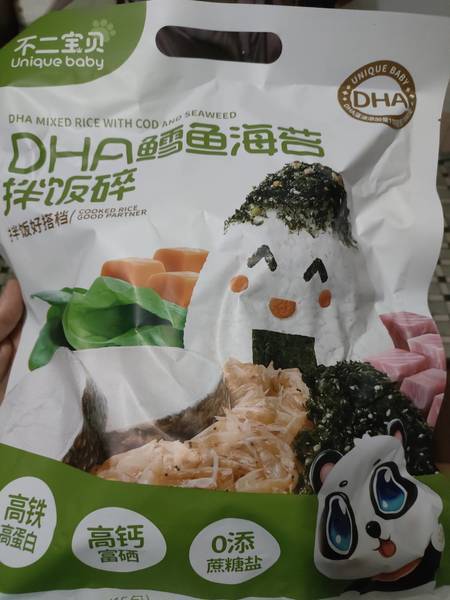 不二宝贝
Unique baby
UNIQUE BABY
DHA
DHA MIXED RICE WITH COD AND SEAWEED
DHA鳕鱼海苔
拌饭碎
拌饭好搭档/
COOKED RICE
GOOD PARTNER
高铁
高蛋白
高钙
富硒
0添
蔗糖盐